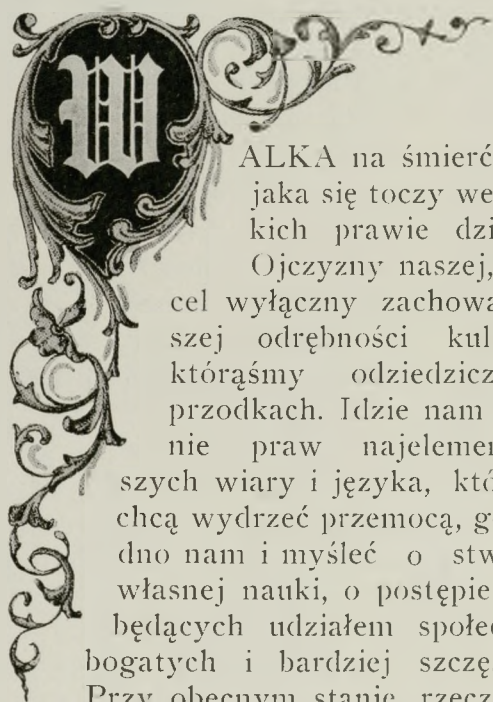 WALKA na śmierć
jaka się toczy we
kich prawie dzi
Ojczyzny naszej,
cel wyłączny zachowa
szej odrębności kul
którąśmy odziedzicz
przodkach. Idzie nam
nie praw najelemen
szych wiary i języka, któ
chcą wydrzeć przemocą, g
dno nam i myśleć o stw
własnej nauki, o postępie
będących udziałem społec
bogatych i bardziej szczę
Przy obecnym stanie rzecz